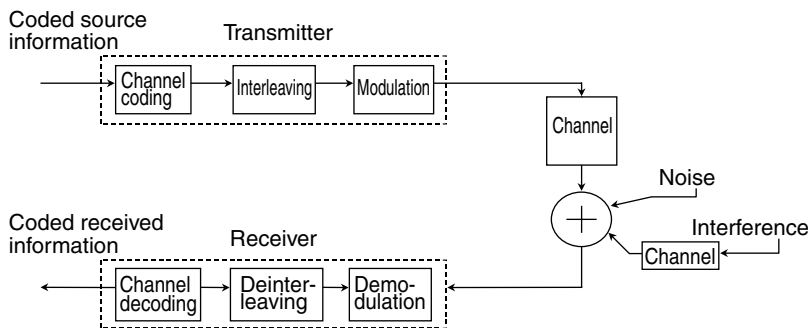 Coded source
information
Transmitter
Channel
coding
Interleaving
Modulation
Channel
Noise
Interference
Channel
Coded received
information
Receiver
Channel
decoding
Deinter-
leaving
Demo-
dulation